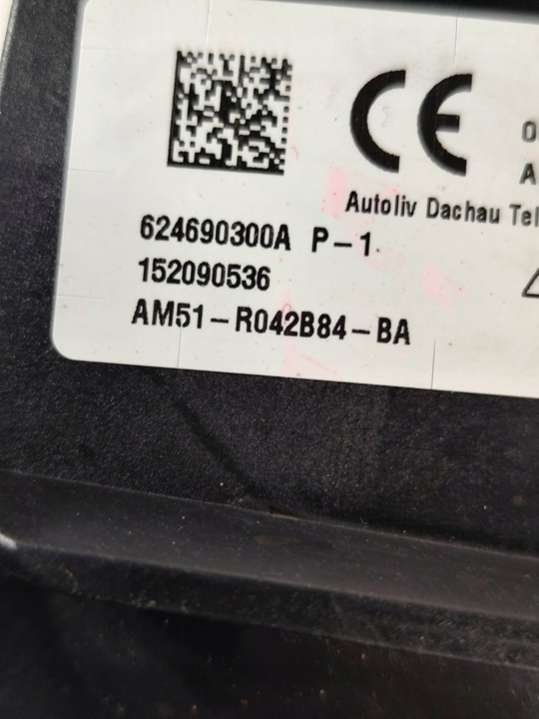 CE
Autoliv Dachau
624690300A P-1
152090536
AM51-R042B84-BA